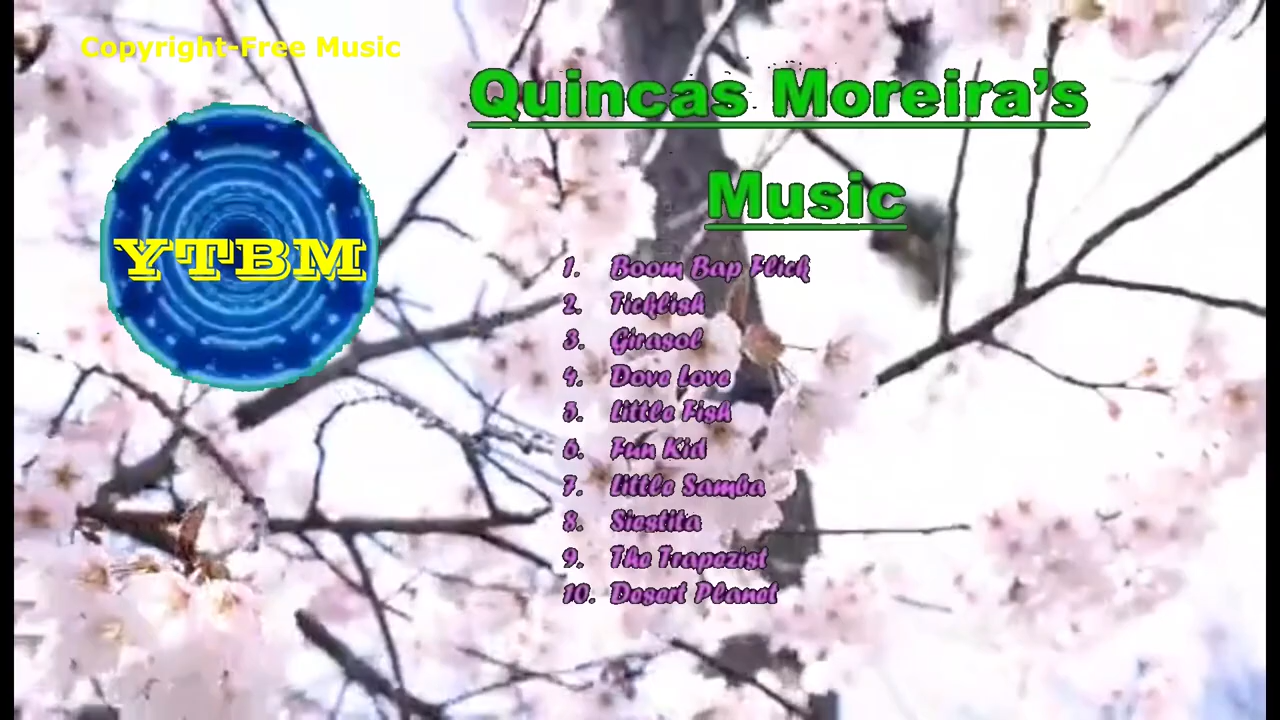 Copyright-Free Music
Quincas Moreira’s
Music
YTBM
1. Boom Bap Flick
2. Ticklish
3. Girasol
4. Dove Love
5. Little Fish
6. Fun Kid
7. Little Samba
8. Siestita
9. The Trapezist
10. Desert Planet